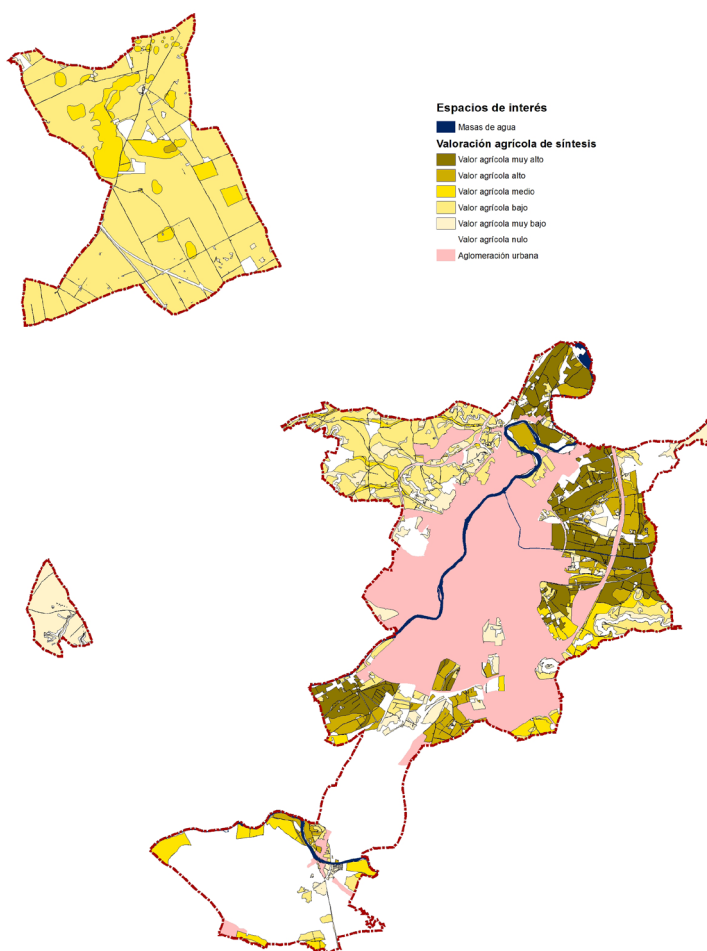 Espacios de interés
Masas de agua
Valoración agrícola de síntesis
Valor agrícola muy alto
Valor agrícola alto
Valor agrícola medio
Valor agrícola bajo
Valor agrícola muy bajo
Valor agrícola nulo
Aglomeración urbana